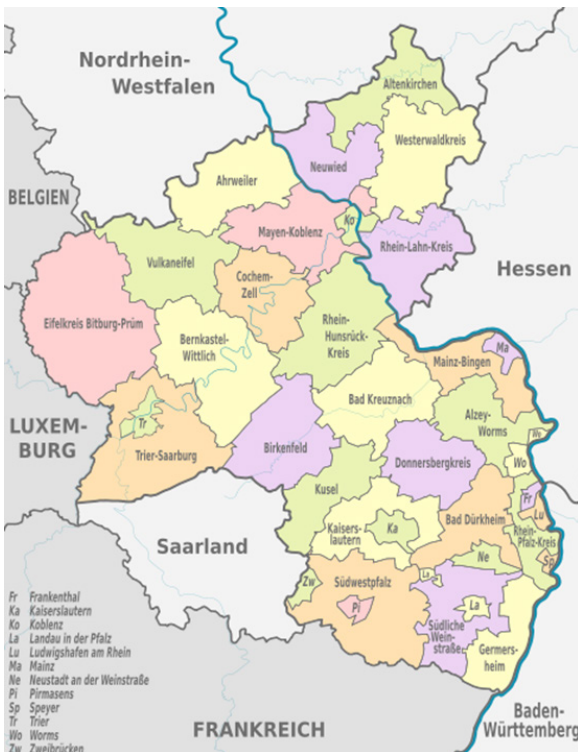 Nordrhein-
Westfalen
Altenkirchen
Westerwaldkreis
Neuwied
Ahrweiler
BELGIEN
Ko
Mayen-Koblenz
Rhein-Lahn-Kreis
Vulkaneifel
Hessen
Cochem-
Zell
Eifelkreis Bitburg-Prüm
Rhein-
Hunsrück-
Kreis
Bernkastel-
Wittlich
Ma
Mainz-Bingen
Bad Kreuznach
Alzey-
Worms
LUXEM-
BURG
Tr
Trier-Saarburg
Birkenfeld
Donnersbergkreis
Wo
Wo
Kusel
Fr
Lu
Bad Dürkheim
Kaisers-
lautern
Ka
Rhein-
Pfalz-Kreis
Saarland
Ne
Sp
Zw
Südwestpfalz
La
Pi
La
Südliche
Wein-
straße
Germers-
heim
Fr Frankenthal
Ka Kaiserslautern
Ko Koblenz
La Landau in der Pfalz
Lu Ludwigshafen am Rhein
Ma Mainz
Ne Neustadt an der Weinstraße
Pi Pirmasens
Sp Speyer
Tr Trier
Wo Worms
Zw Zweibrücken
FRANKREICH
Baden-
Württemberg